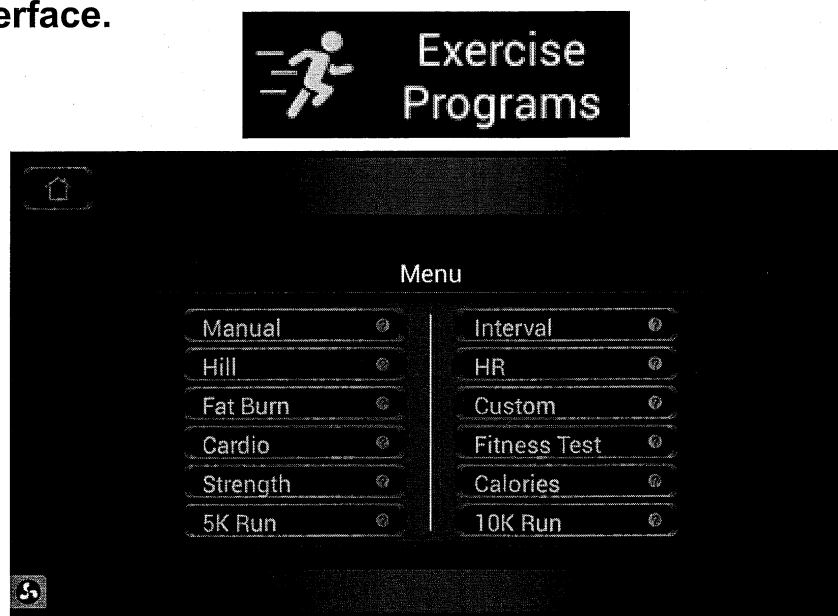 erface.
Exercise
Programs
Menu
Manual
Interval
Hill
HR
Fat Burn
Custom
Cardio
Fitness Test
Strength
Calories
5K Run
10K Run